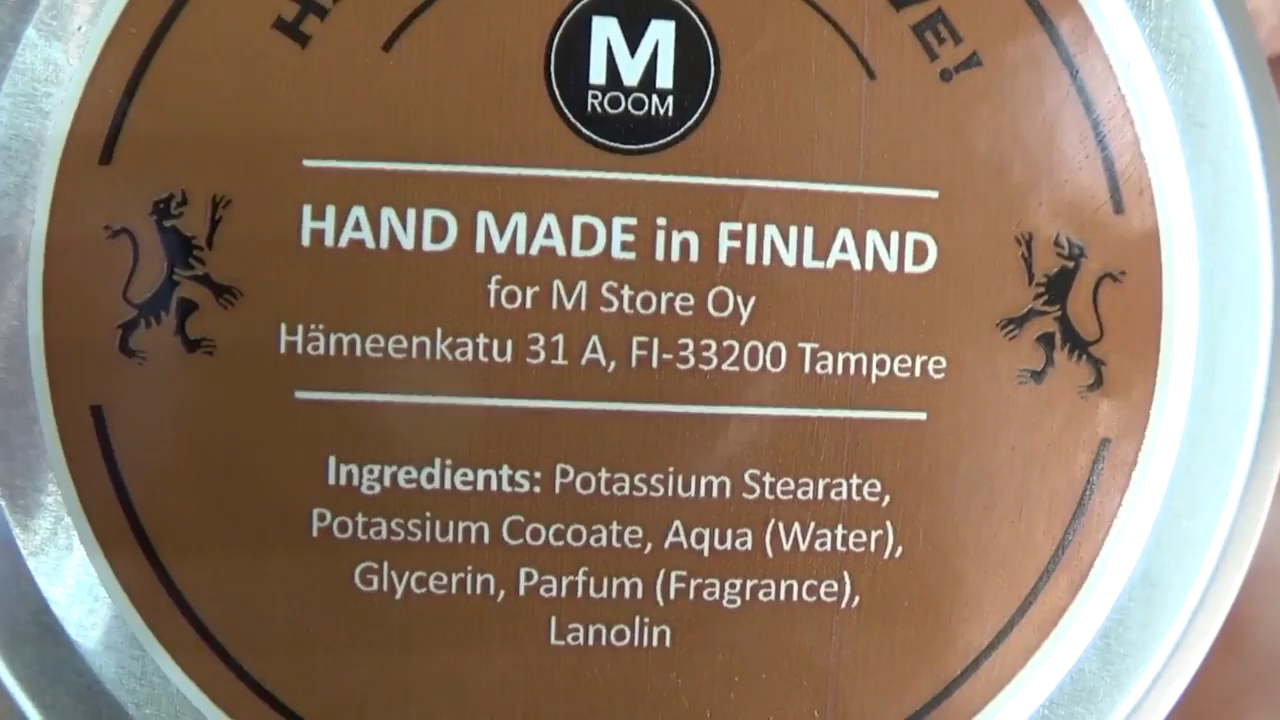 M
ROOM
HAND MADE in FINLAND
for M Store Oy
Hämeenkatu 31 A, FI-33200 Tampere
Ingredients: Potassium Stearate,
Potassium Cocoate, Aqua (Water),
Glycerin, Parfum (Fragrance),
Lanolin